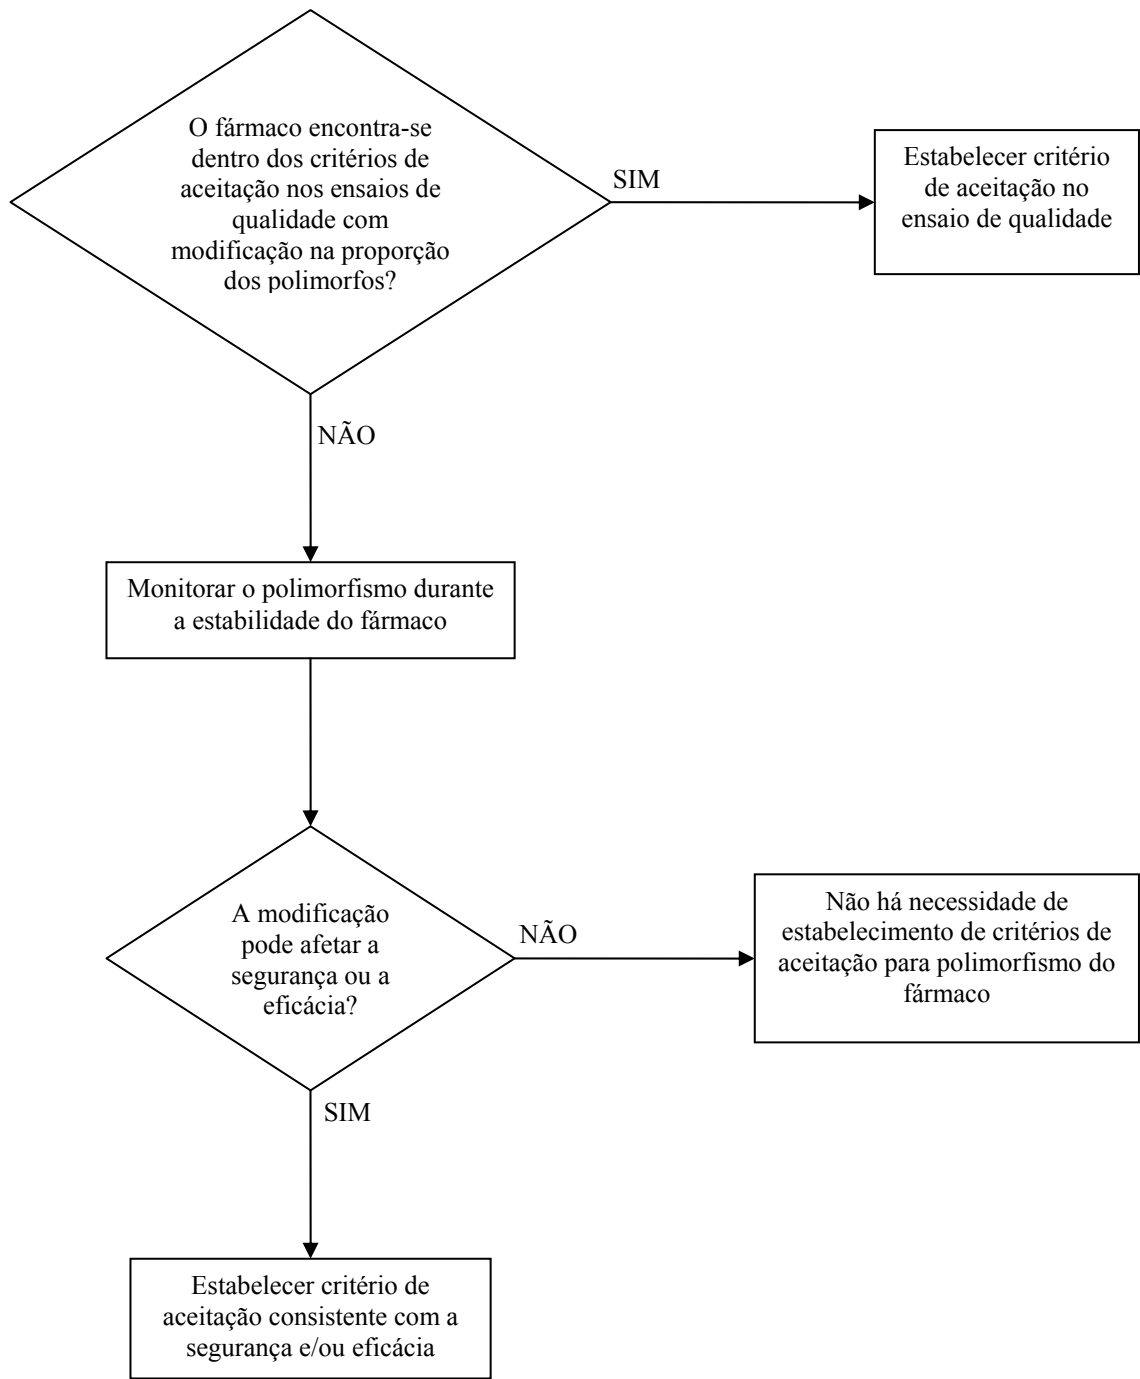 O fármaco encontra-se
dentro dos critérios de
aceitação nos ensaios de
qualidade com
modificação na proporção
dos polimorfos?
SIM
Estabelecer critério
de aceitação no
ensaio de qualidade
NÃO
Monitorar o polimorfismo durante
a estabilidade do fármaco
A modificação
pode afetar a
segurança ou a
eficácia?
NÃO
Não há necessidade de
estabelecimento de critérios de
aceitação para polimorfismo do
fármaco
SIM
Estabelecer critério de
aceitação consistente com a
segurança e/ou eficácia